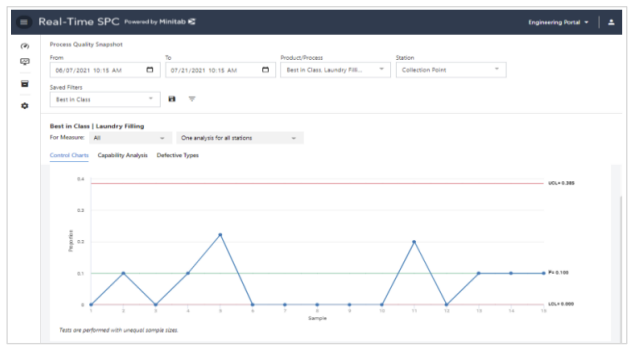 Real-Time SPC Powered by Minitab
Engineering Portal
Process Quality Snapshot
From To Product/Process Station
06/07/2021 10:15 AM 07/21/2021 10:15 AM Best in Class, Laundry Filli... Collection Point
Saved Filters
Best in Class
Best in Class | Laundry Filling
For Measure: All One analysis for all stations
Control Charts Capability Analysis Defective Types
0.4
UCL= 0.385
0.3
0.2
Proportion
0.1
P= 0.100
0
LCL= 0.000
1 2 3 4 5 6 7 8 9 10 11 12 13 14 15
Sample
Tests are performed with unequal sample sizes.